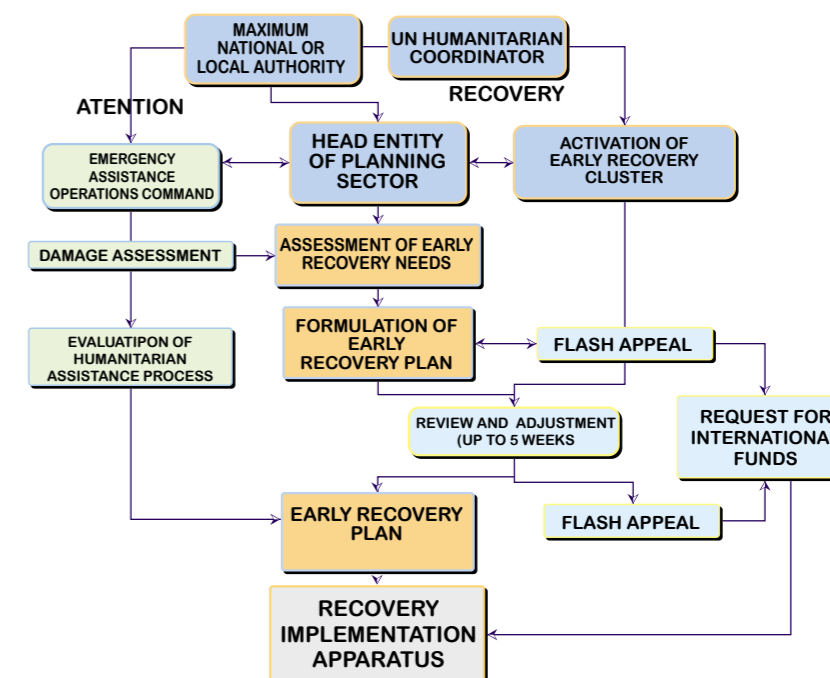 MAXIMUM
NATIONAL OR
LOCAL AUTHORITY
UN HUMANITARIAN
COORDINATOR
ATENTION
RECOVERY
EMERGENCY
ASSISTANCE
OPERATIONS COMMAND
HEAD ENTITY
OF PLANNING
SECTOR
ACTIVATION OF
EARLY RECOVERY
CLUSTER
DAMAGE ASSESSMENT
ASSESSMENT OF EARLY
RECOVERY NEEDS
EVALUATIPON OF
HUMANITARIAN
ASSISTANCE PROCESS
FORMULATION OF
EARLY
RECOVERY PLAN
FLASH APPEAL
REVIEW AND ADJUSTMENT
(UP TO 5 WEEKS
REQUEST FOR
INTERNATIONA
FUNDS
EARLY RECOVERY
PLAN
FLASH APPEAL
RECOVERY
IMPLEMENTATION
APPARATUS